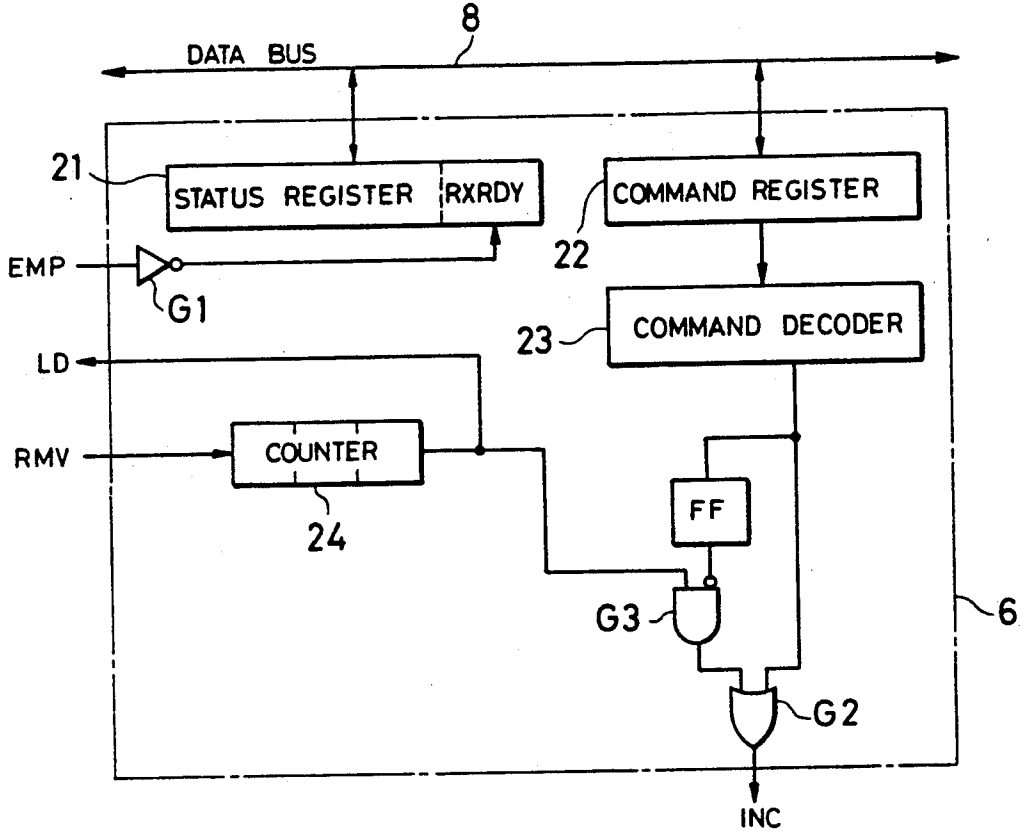 8
DATA BUS
21
STATUS REGISTER RXRDY
COMMAND REGISTER
22
EMP
G1
23
COMMAND DECODER
LD
RMV
COUNTER
24
FF
G3
6
G2
INC